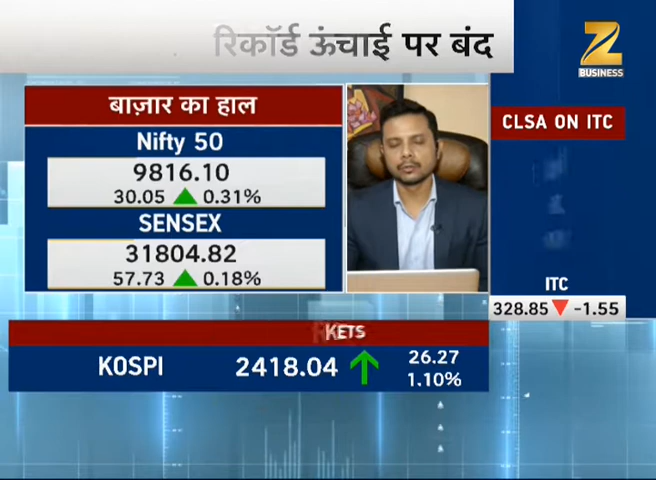 रिकॉर्ड ऊंचाई पर बंद
Z
BUSINESS
बाज़ार का हाल
Nifty 50
9816.10
30.05 ▲ 0.31%
SENSEX
31804.82
57.73 ▲ 0.18%
CLSA ON ITC
ITC
328.85 ▼ -1.55
KETS
KOSPI 2418.04 ↑ 26.27
1.10%